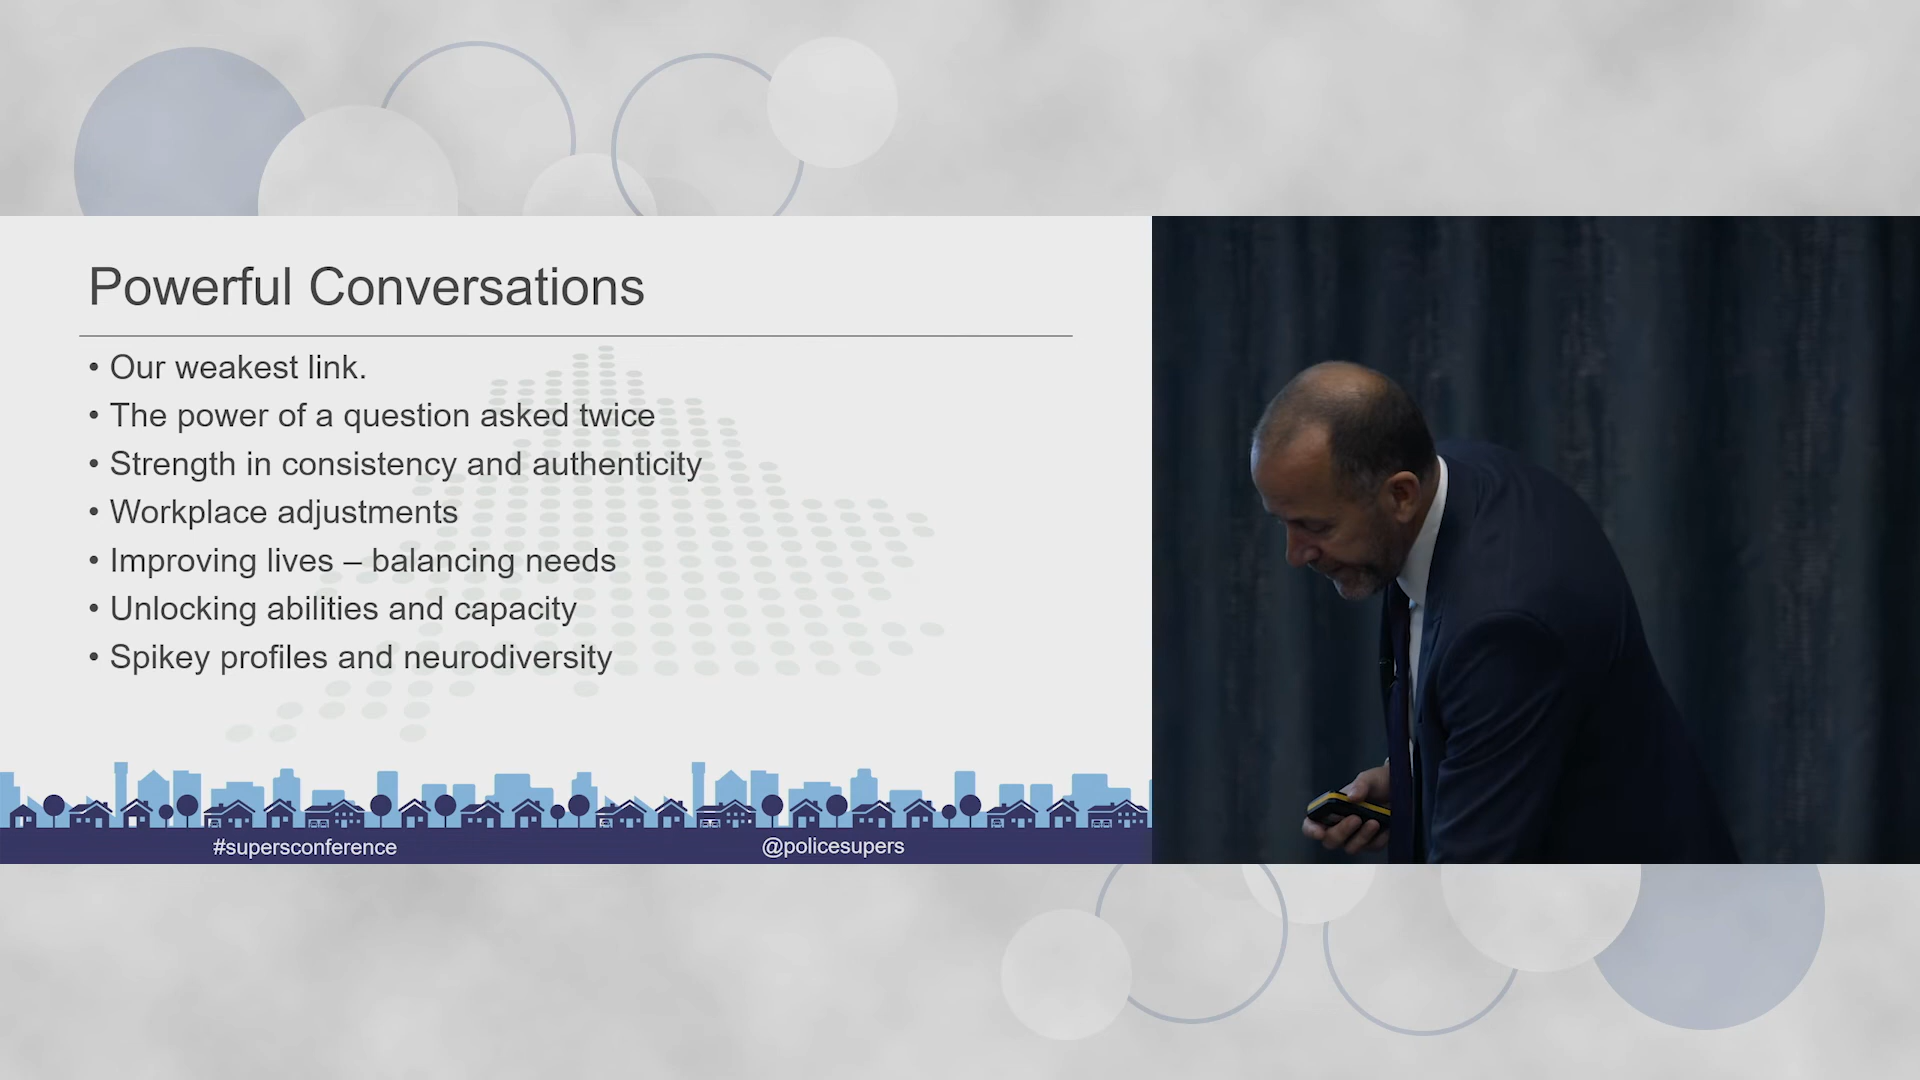 Powerful Conversations
• Our weakest link.
• The power of a question asked twice
• Strength in consistency and authenticity
• Workplace adjustments
• Improving lives – balancing needs
• Unlocking abilities and capacity
• Spikey profiles and neurodiversity
#supersconference
@policesupers